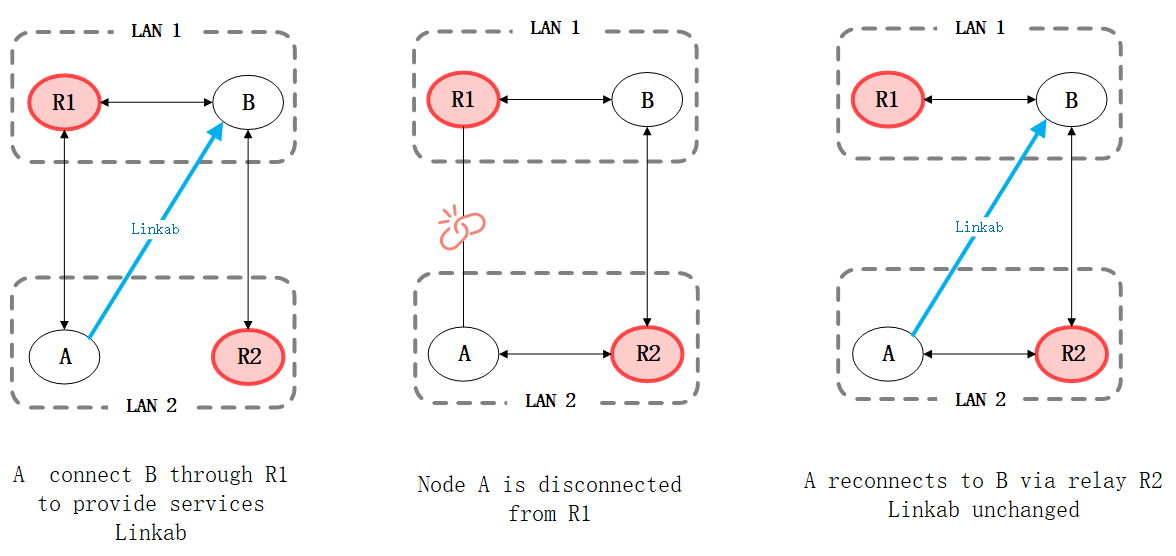 LAN 1
R1
B
Linkab
A
R2
LAN 2
A connect B through R1
to provide services
Linkab
LAN 1
R1
B
A
R2
LAN 2
Node A is disconnected
from R1
LAN 1
R1
B
Linkab
A
R2
LAN 2
A reconnects to B via relay R2
Linkab unchanged